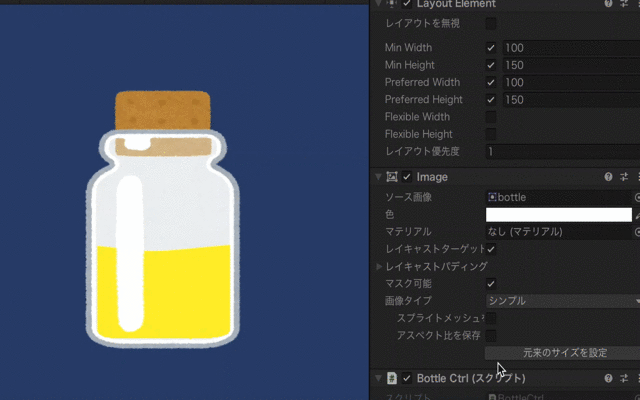 Layout Element
レイアウトを無視
Min Width 100
Min Height 150
Preferred Width 100
Preferred Height 150
Flexible Width
Flexible Height
レイアウト優先度 1
Image
ソース画像 bottle
色
マテリアル なし (マテリアル)
レイキャストターゲット
レイキャストパディング
マスク可能
画像タイプ シンプル
スプライトメッシュを
アスペクト比を保存
元来のサイズを設定
Bottle Ctrl (スクリプト)
スクリプト BottleCtrl